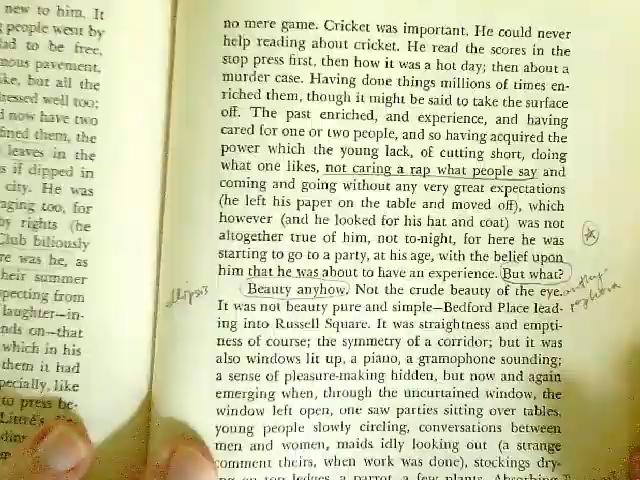 new to him. It
people went by
to be free,
pavement,
but all the
ressed well too;
now have two
fined them, the
leaves in the
s if dipped in
city. He was
aging too, for
by rights (he
Club biliously
re was he, as
heir summer
specting from
laughter—in-
nds on—that
which in his
them it had
pecially, like
to press be-
no mere game. Cricket was important. He could never
help reading about cricket. He read the scores in the
stop press first, then how it was a hot day; then about a
murder case. Having done things millions of times en-
riched them, though it might be said to take the surface
off. The past enriched, and experience, and having
cared for one or two people, and so having acquired the
power which the young lack, of cutting short, doing
what one likes, not caring a rap what people say and
coming and going without any very great expectations
(he left his paper on the table and moved off), which
however (and he looked for his hat and coat) was not
altogether true of him, not to-night, for here he was
starting to go to a party, at his age, with the belief upon
him that he was about to have an experience. But what?
Beauty anyhow. Not the crude beauty of the eye.
It was not beauty pure and simple—Bedford Place lead-
ing into Russell Square. It was straightness and empti-
ness of course; the symmetry of a corridor; but it was
also windows lit up, a piano, a gramophone sounding;
a sense of pleasure-making hidden, but now and again
emerging when, through the uncurtained window, the
window left open, one saw parties sitting over tables,
young people slowly circling, conversations between
men and women, maids idly looking out (a strange
comment theirs, when work was done), stockings dry-
ing on top ledges, a parrot, a few plants. Absorbing
ellipsis